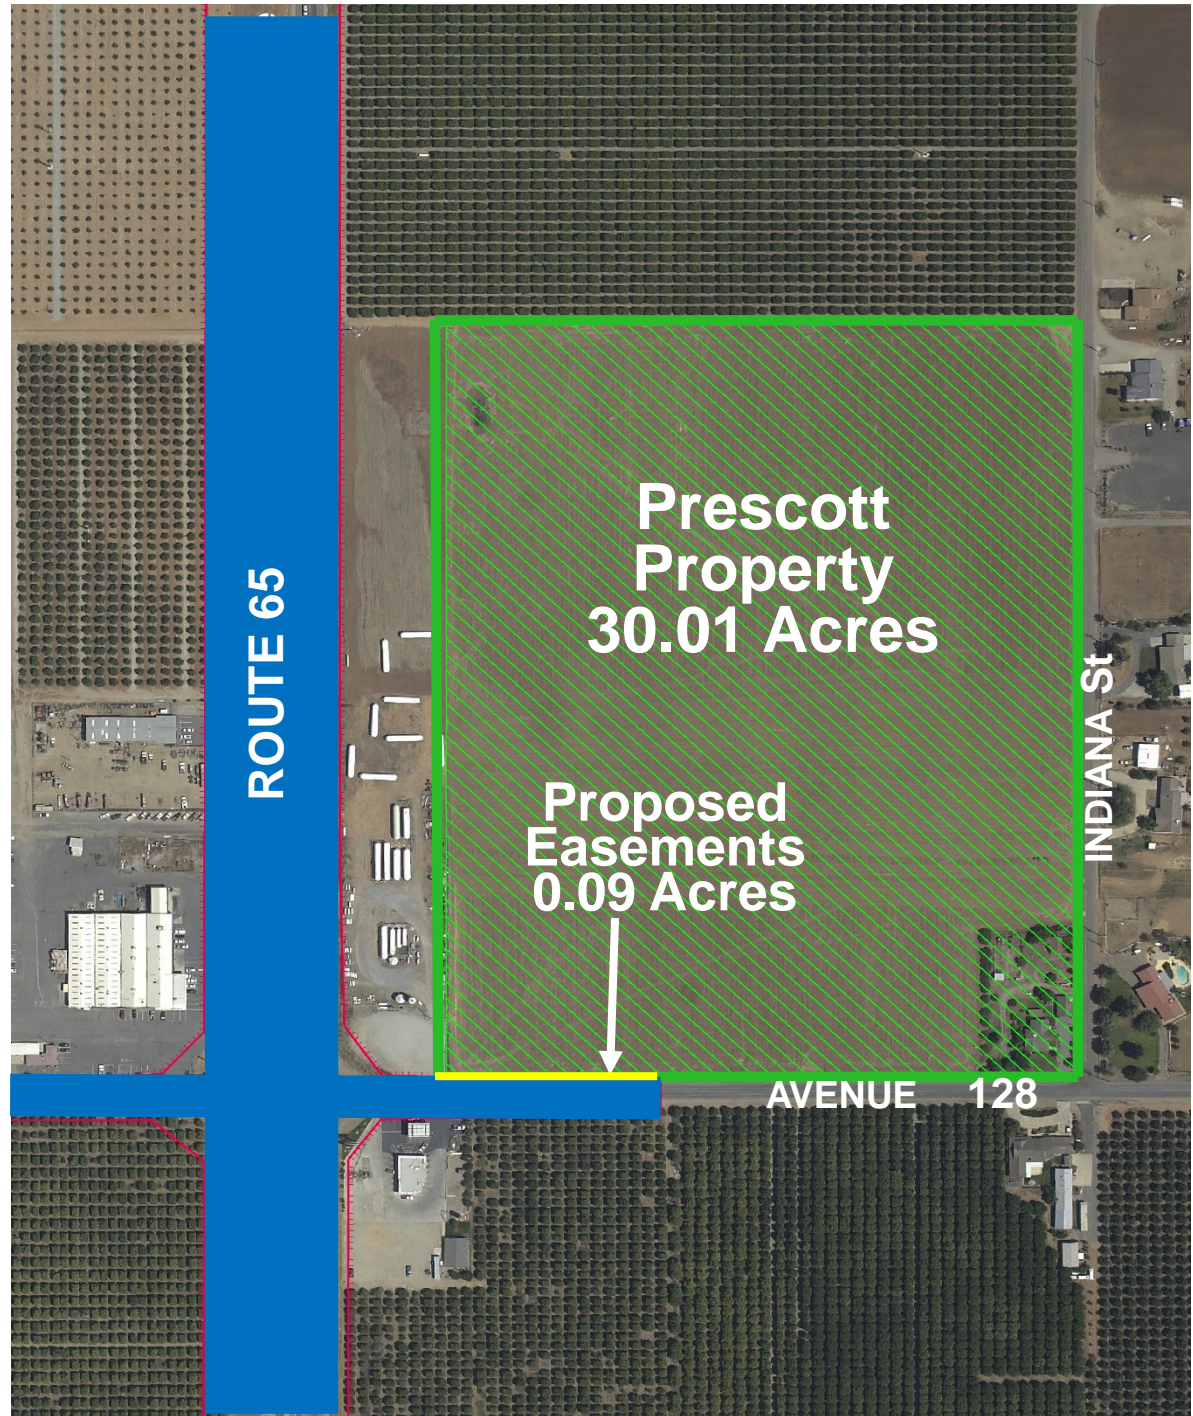 Prescott
Property
30.01 Acres
ROUTE 65
INDIANA St
Proposed
Easements
0.09 Acres
AVENUE 128